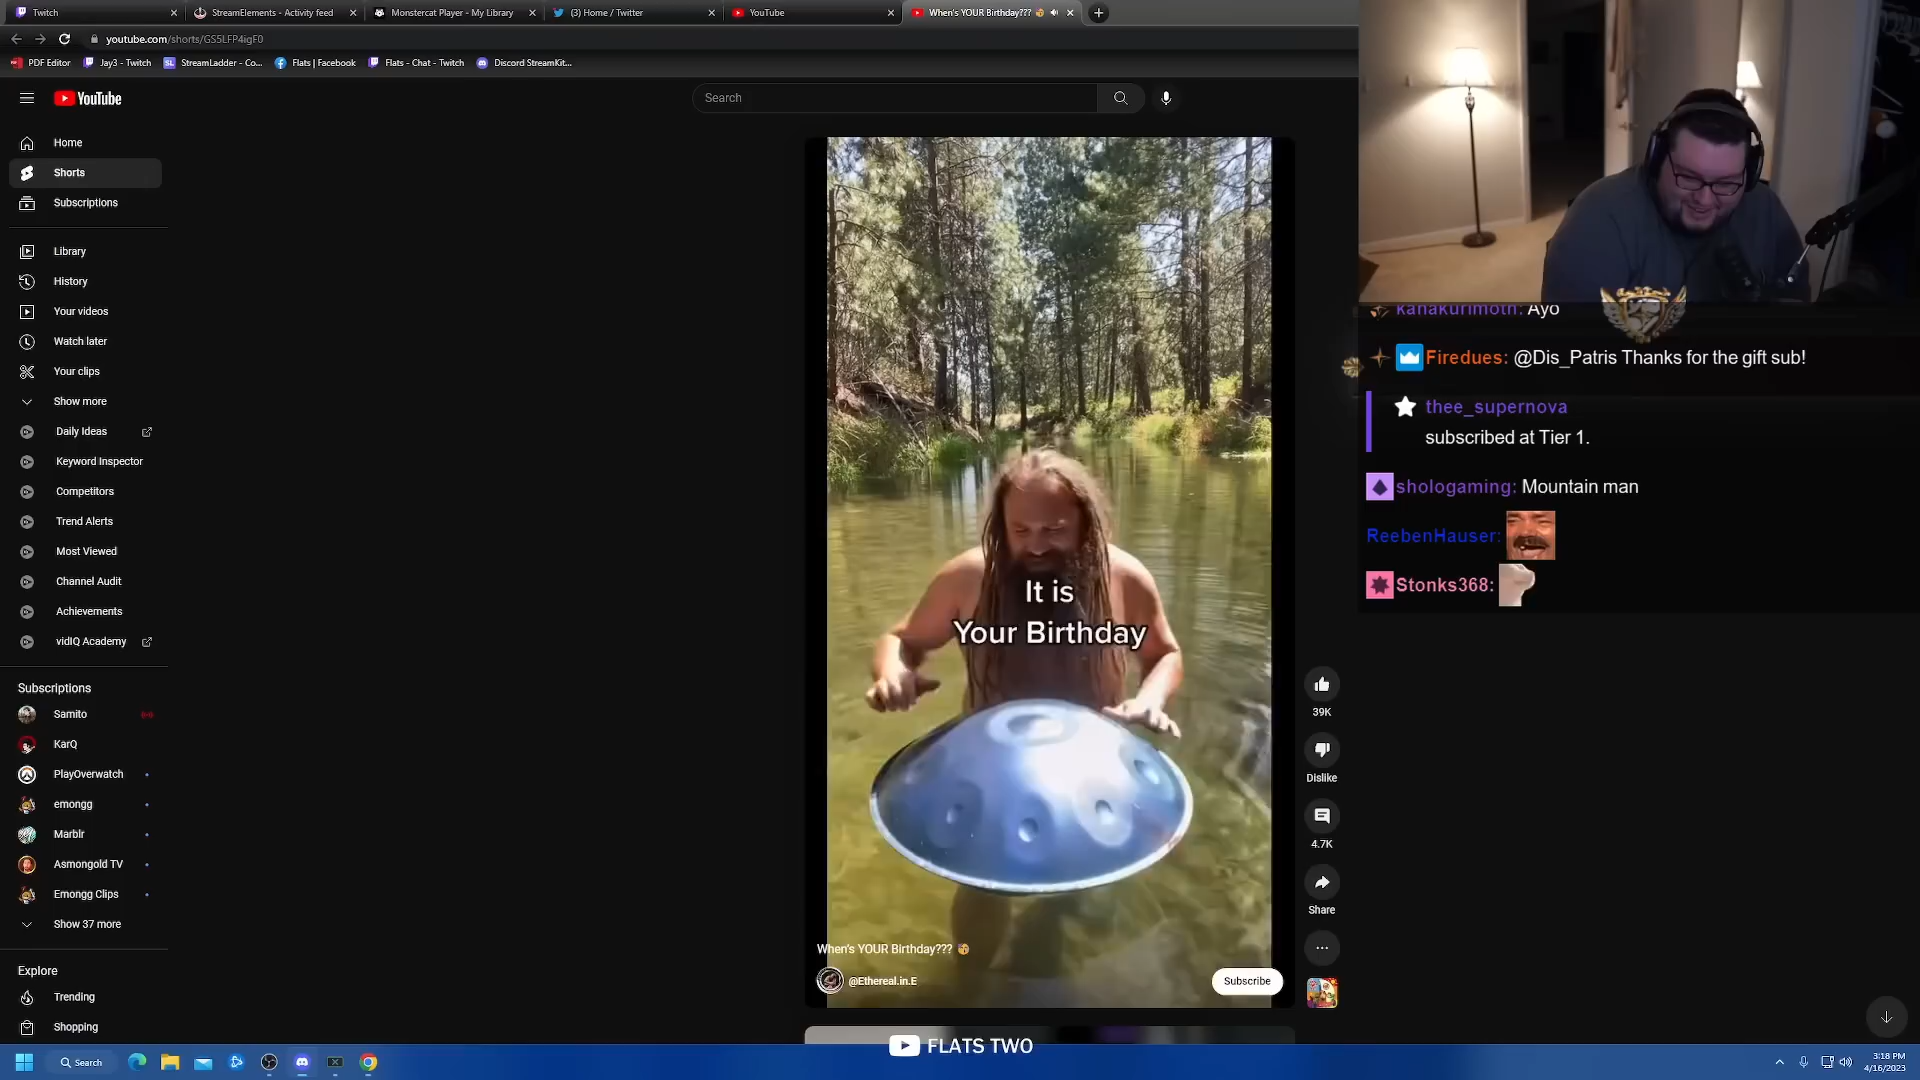 Twitch
StreamElements - Activity feed
Monstercat Player - My Library
(3) Home / Twitter
YouTube
When's YOUR Birthday???
youtube.com/shorts/GS5LFP4igF0
PDF Editor
Jay3 - Twitch
StreamLadder - Co...
Flats | Facebook
Flats - Chat - Twitch
Discord StreamKit...
YouTube
Search
Home
Shorts
Subscriptions
Library
History
Your videos
Watch later
Your clips
Show more
Daily Ideas
Keyword Inspector
Competitors
Trend Alerts
Most Viewed
Channel Audit
Achievements
vidIQ Academy
Subscriptions
Samito
KarQ
PlayOverwatch
emongg
Marblr
Asmongold TV
Emongg Clips
Show 37 more
Explore
Trending
Shopping
It is
Your Birthday
When's YOUR Birthday???
@Ethereal.in.E
Subscribe
39K
Dislike
4.7K
Share
kanakurimoth: Ayo
Firedues: @Dis_Patris Thanks for the gift sub!
thee_supernova
subscribed at Tier 1.
shologaming: Mountain man
ReebenHauser:
Stonks368:
FLATS TWO
Search
3:18 PM
4/16/2023